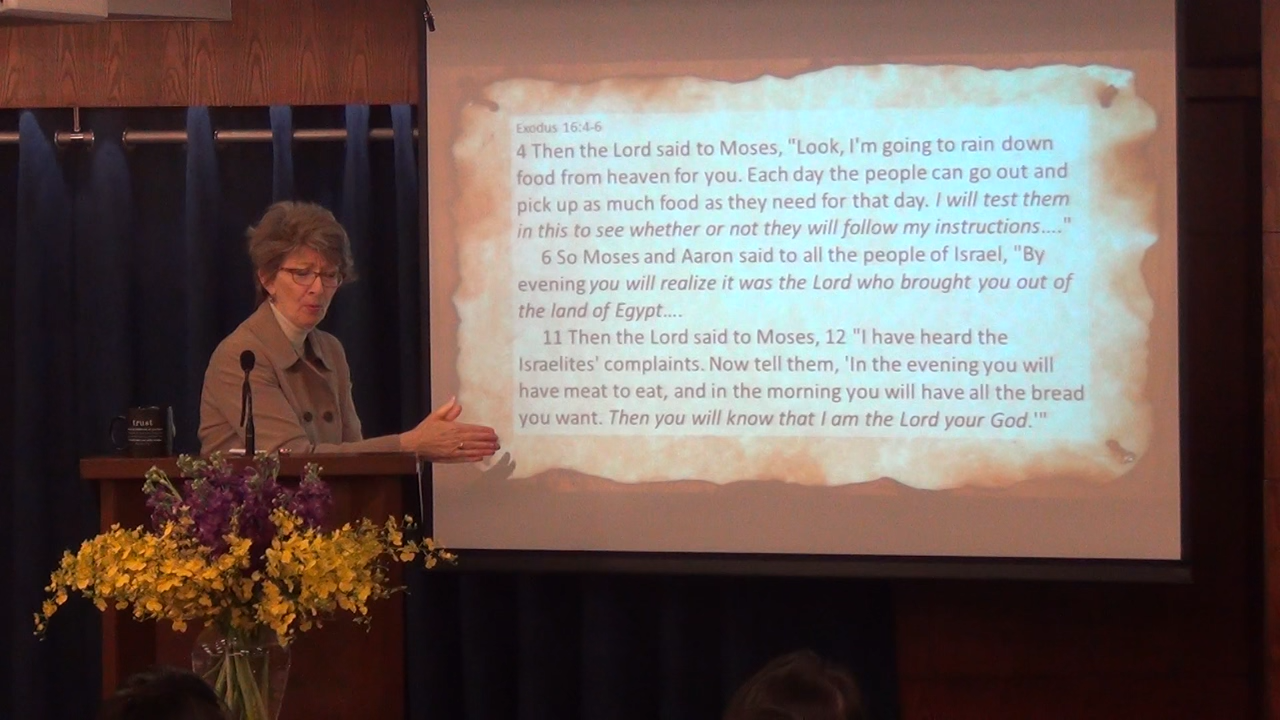 Exodus 16:4-6
4 Then the Lord said to Moses, "Look, I'm going to rain down
food from heaven for you. Each day the people can go out and
pick up as much food as they need for that day. I will test them
in this to see whether or not they will follow my instructions...."
6 So Moses and Aaron said to all the people of Israel, "By
evening you will realize it was the Lord who brought you out of
the land of Egypt....
11 Then the Lord said to Moses, 12 "I have heard the
Israelites' complaints. Now tell them, 'In the evening you will
have meat to eat, and in the morning you will have all the bread
you want. Then you will know that I am the Lord your God.'"
trust